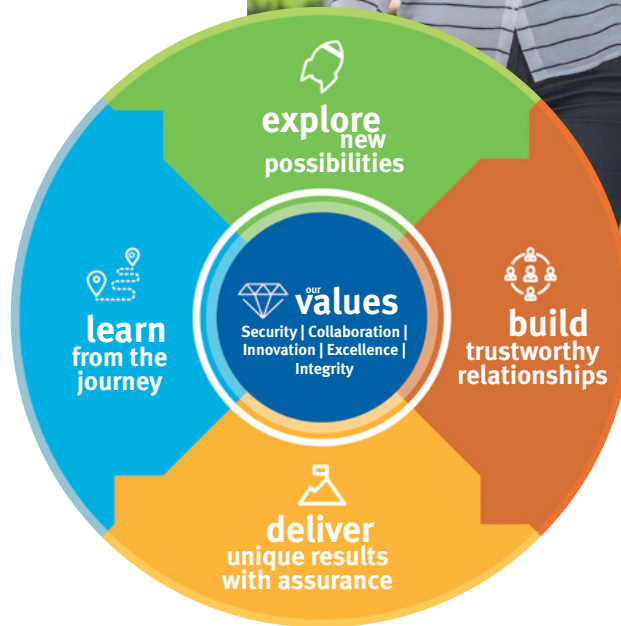 explore
new
possibilities
build
trustworthy
relationships
deliver
unique results
with assurance
learn
from the
journey
our
values
Security | Collaboration |
Innovation | Excellence |
Integrity